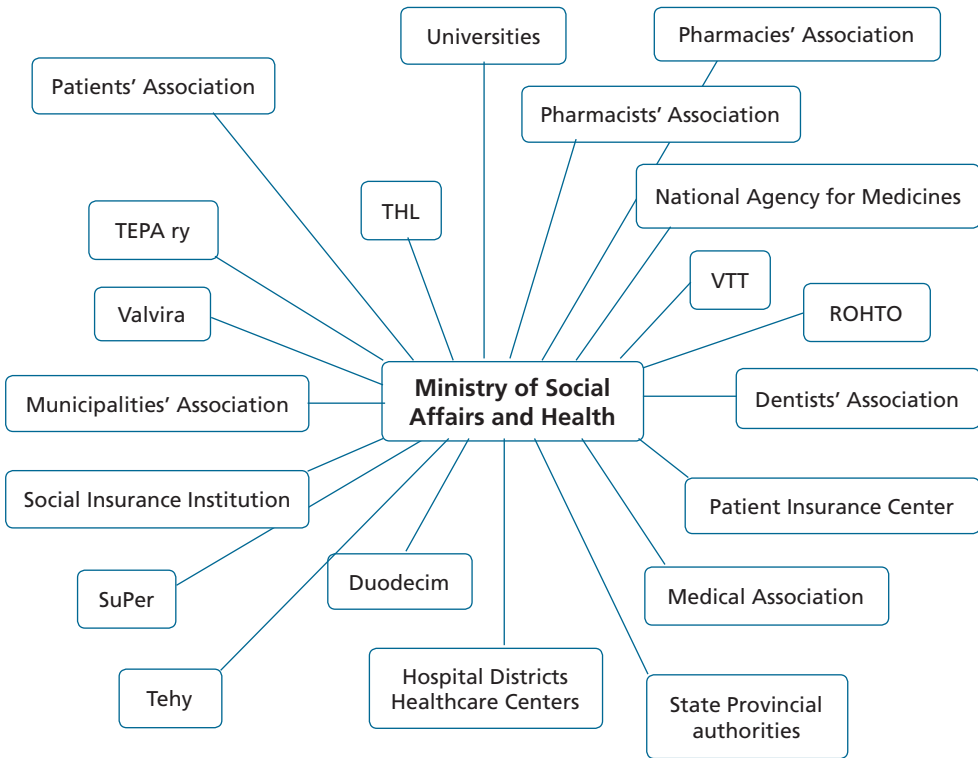 Universities
Pharmacies’ Association
Patients’ Association
Pharmacists’ Association
THL
National Agency for Medicines
TEPA ry
VTT
Valvira
ROHTO
Ministry of Social
Affairs and Health
Municipalities’ Association
Dentists’ Association
Social Insurance Institution
Patient Insurance Center
SuPer
Duodecim
Medical Association
Tehy
Hospital Districts
Healthcare Centers
State Provincial
authorities